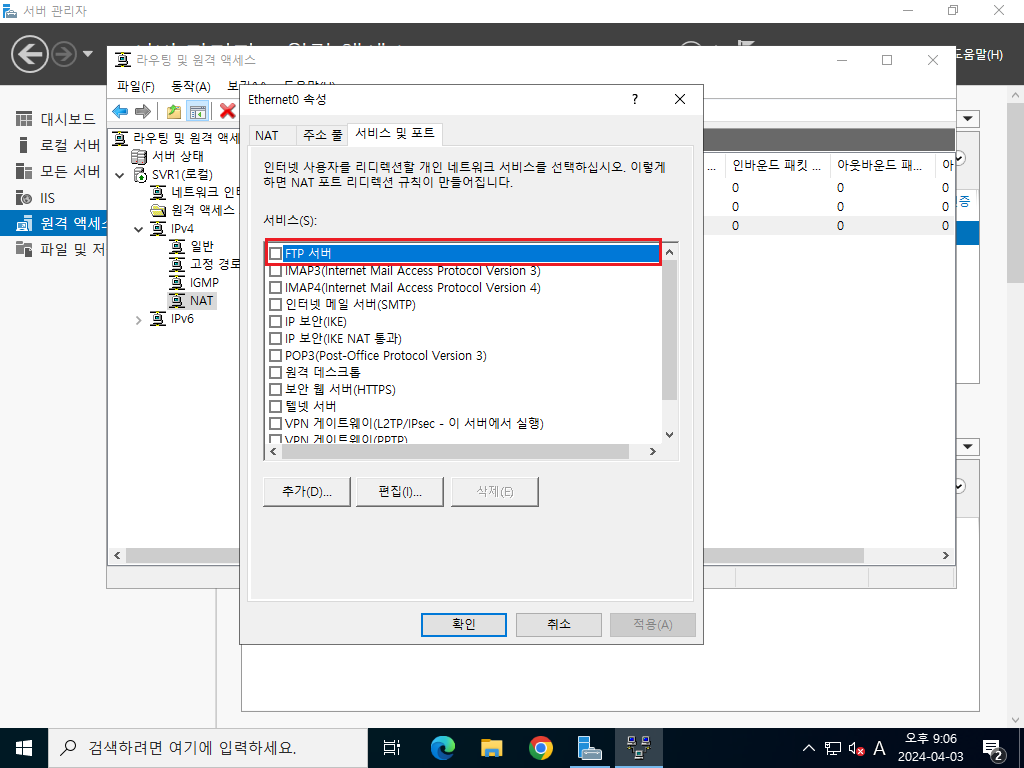 서버 관리자
도움말(H)
라우팅 및 원격 액세스
파일(F) 동작(A)
Ethernet0 속성
?
NAT 주소 풀 서비스 및 포트
인터넷 사용자를 리디렉션할 개인 네트워크 서비스를 선택하십시오. 이렇게
하면 NAT 포트 리디렉션 규칙이 만들어집니다.
서비스(S):
FTP 서버
IMAP3(Internet Mail Access Protocol Version 3)
IMAP4(Internet Mail Access Protocol Version 4)
인터넷 메일 서버(SMTP)
IP 보안(IKE)
IP 보안(IKE NAT 통과)
POP3(Post-Office Protocol Version 3)
원격 데스크톱
보안 웹 서버(HTTPS)
텔넷 서버
VPN 게이트웨이(L2TP/IPsec - 이 서버에서 실행)
VPN 게이트웨이(PPTP)
추가(D)... 편집(I)... 삭제(E)
확인 취소 적용(A)
대시보드
로컬 서버
모든 서버
IIS
원격 액세스
파일 및 저
라우팅 및 원격 액세
서버 상태
SVR1(로컬)
네트워크 인터
원격 액세스
IPv4
일반
고정 경로
IGMP
NAT
IPv6
... 인바운드 패킷 ... 아웃바운드 패... 아
0 0 0
0 0 0
0 0 0
증
검색하려면 여기에 입력하세요.
A
오후 9:06
2024-04-03
2